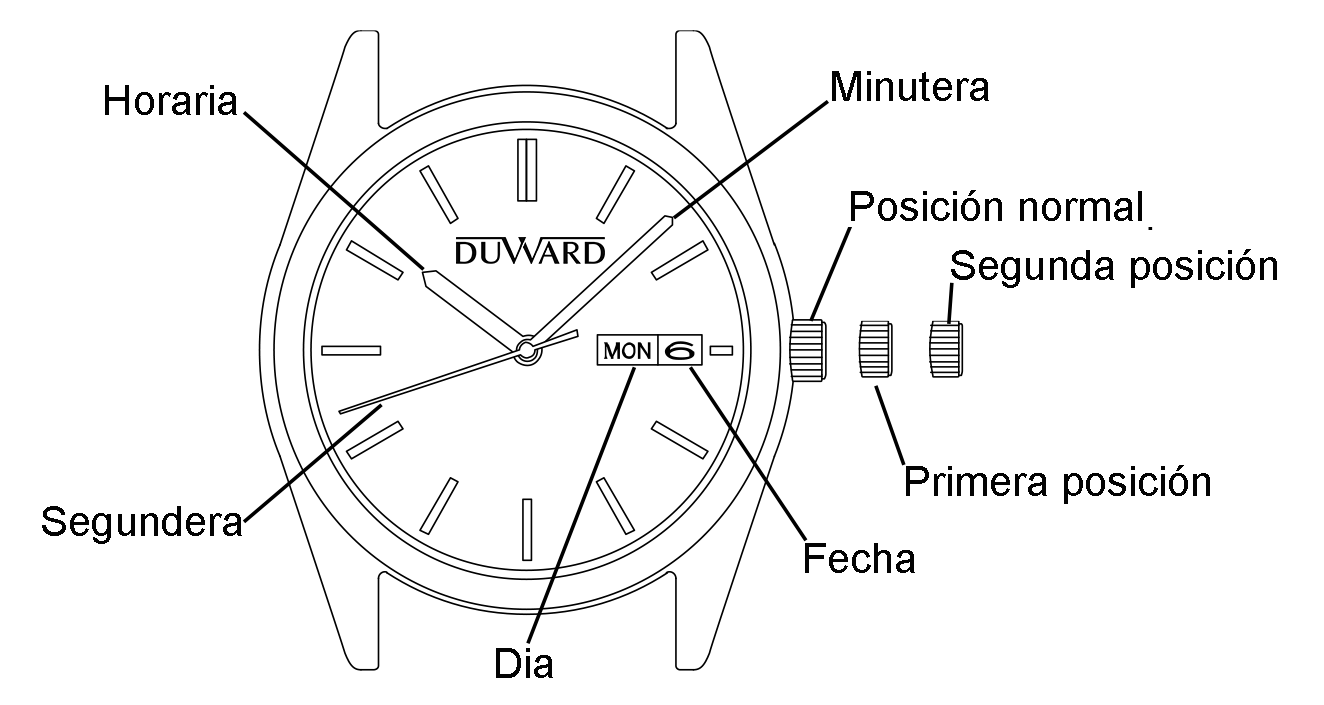 Horaria
Minutera
Posición normal.
Segunda posición
DUWARD
MON 6
Primera posición
Segundera
Fecha
Dia